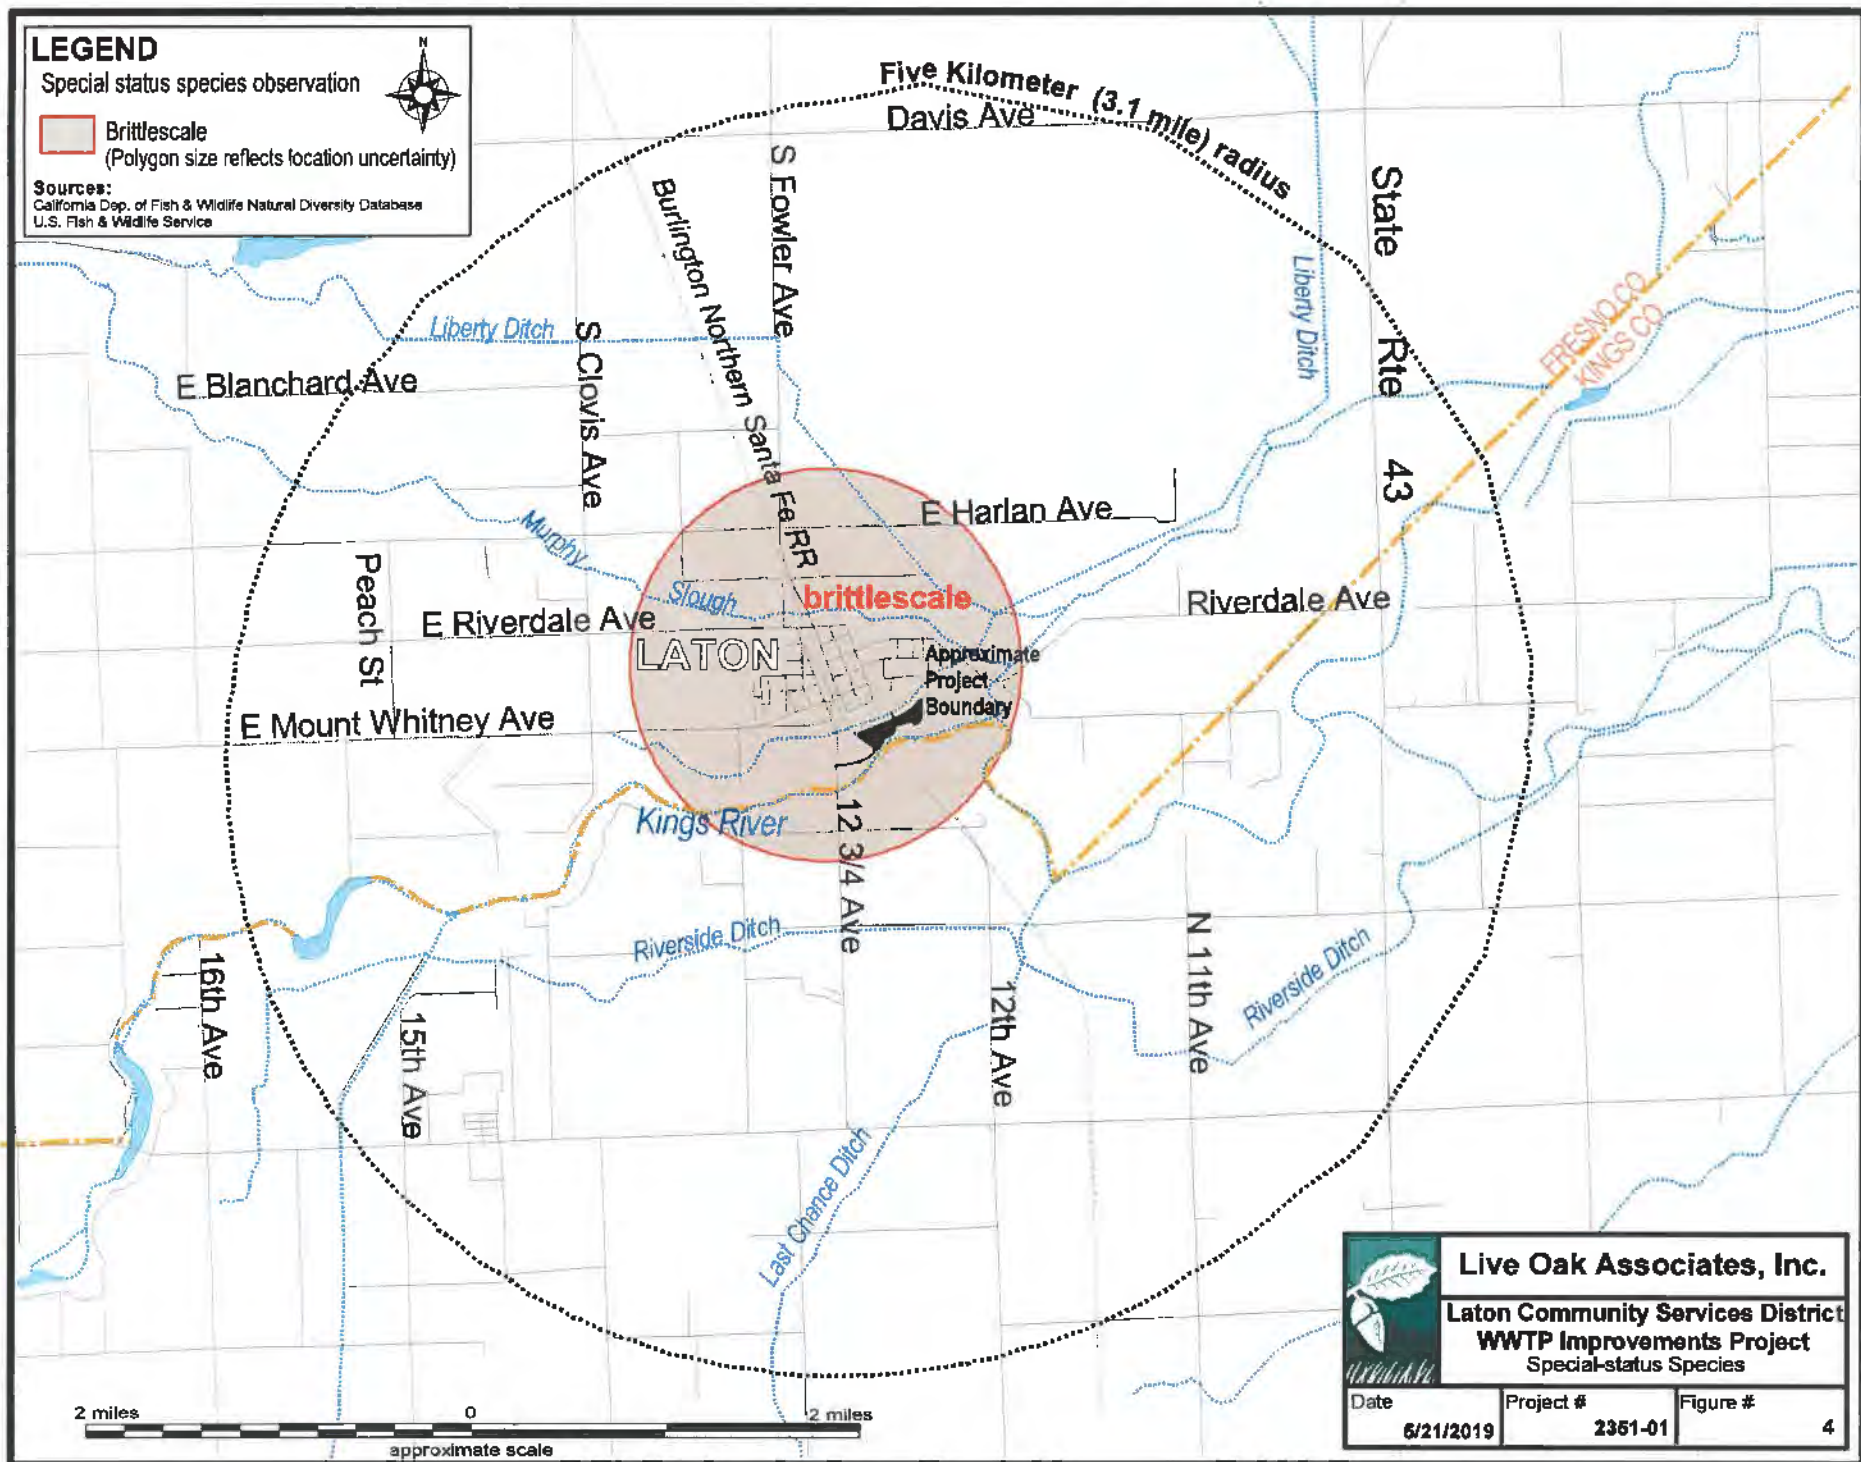 LEGEND
Special status species observation
N
Brittlescale
(Polygon size reflects location uncertainty)
Sources:
California Dep. of Fish & Wildlife Natural Diversity Database
U.S. Fish & Wildlife Service
Five Kilometer (3.1 mile) radius
Davis Ave
S Fowler Ave
Burlington Northern Santa Fe RR
State Rte 43
Liberty Ditch
Liberty Ditch
FRESNO CO
KINGS CO
E Blanchard Ave
S Clovis Ave
E Harlan Ave
Murphy Slough
Peach St
brittlescale
E Riverdale Ave
Riverdale Ave
LATON
Approximate
Project
Boundary
E Mount Whitney Ave
Kings River
12 3/4 Ave
Riverside Ditch
N 11th Ave
Riverside Ditch
16th Ave
15th Ave
12th Ave
Last Chance Ditch
Live Oak Associates, Inc.
Laton Community Services District
WWTP Improvements Project
Special-status Species
Date
Project #
Figure #
5/21/2019
2351-01
4
2 miles
0
2 miles
approximate scale